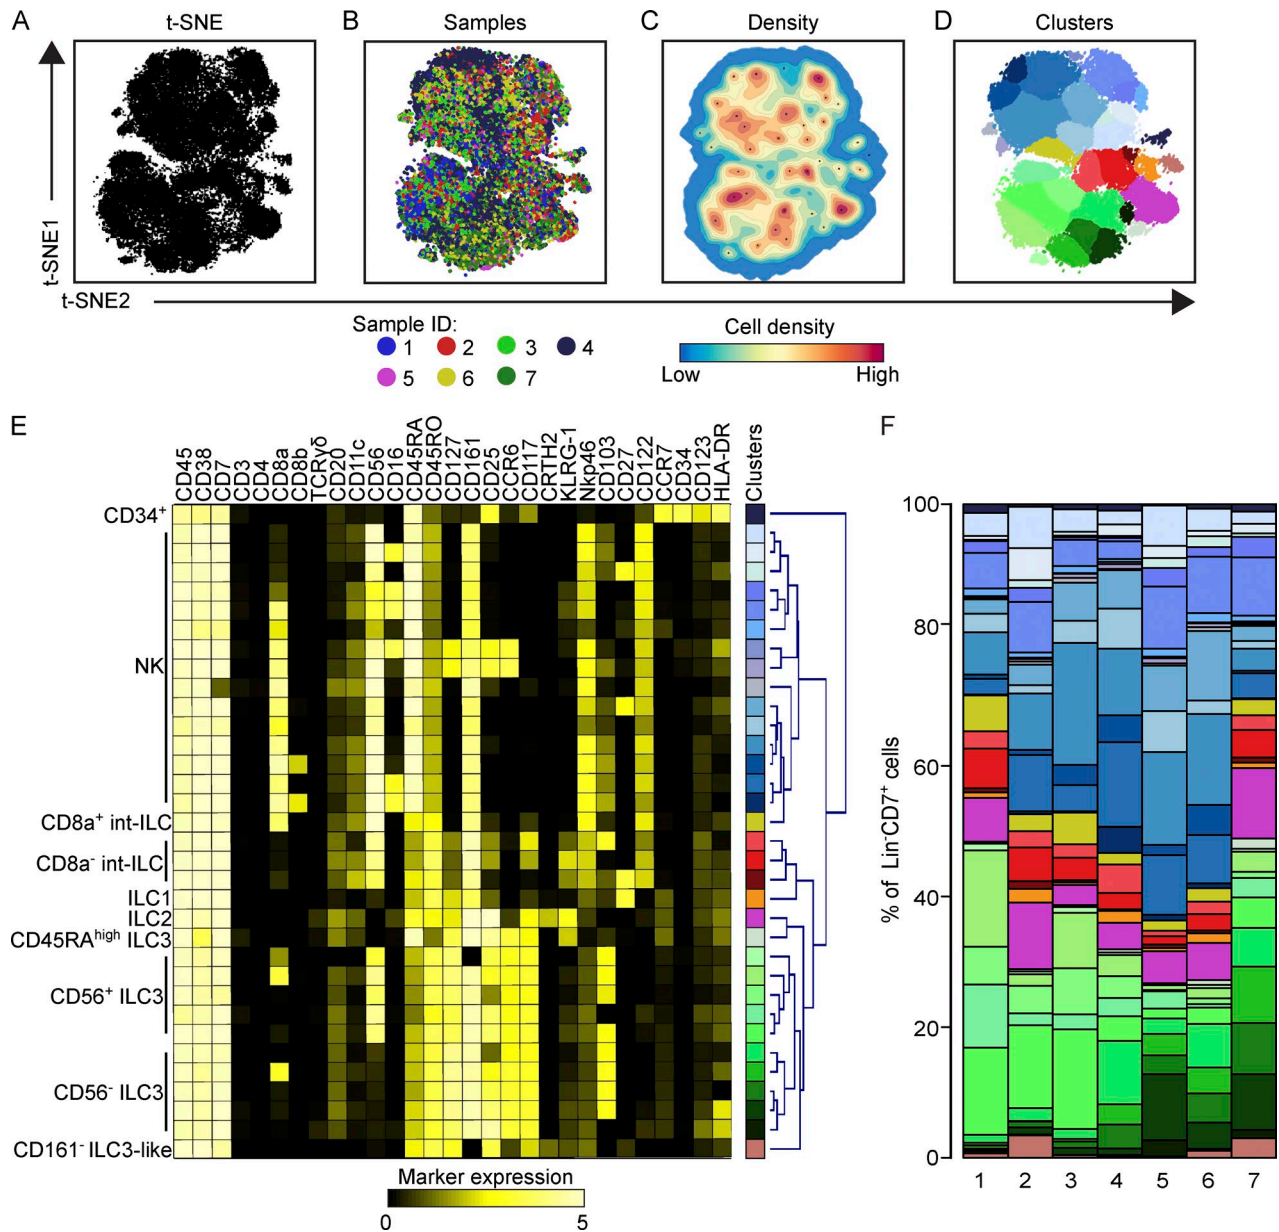 A t-SNE
B Samples
C Density
D Clusters
t-SNE1
t-SNE2
Sample ID:
1 2 3 4
5 6 7
Cell density
Low High
E
CD45
CD38
CD7
CD3
CD4
CD8a
CD8b
TCRγδ
CD20
CD11c
CD56
CD16
CD45RA
CD45RO
CD127
CD161
CD25
CCR6
CD117
CRTH2
KLRG-1
Nkp46
CD103
CD27
CD122
CCR7
CD34
CD123
HLA-DR
Clusters
CD34⁺
NK
CD8a⁺ int-ILC
CD8a⁻ int-ILC
ILC1
ILC2
CD45RAʰⁱᵍʰ ILC3
CD56⁺ ILC3
CD56⁻ ILC3
CD161⁻ ILC3-like
Marker expression
0 5
F
% of Lin⁻CD7⁺ cells
100
80
60
40
20
0
1 2 3 4 5 6 7